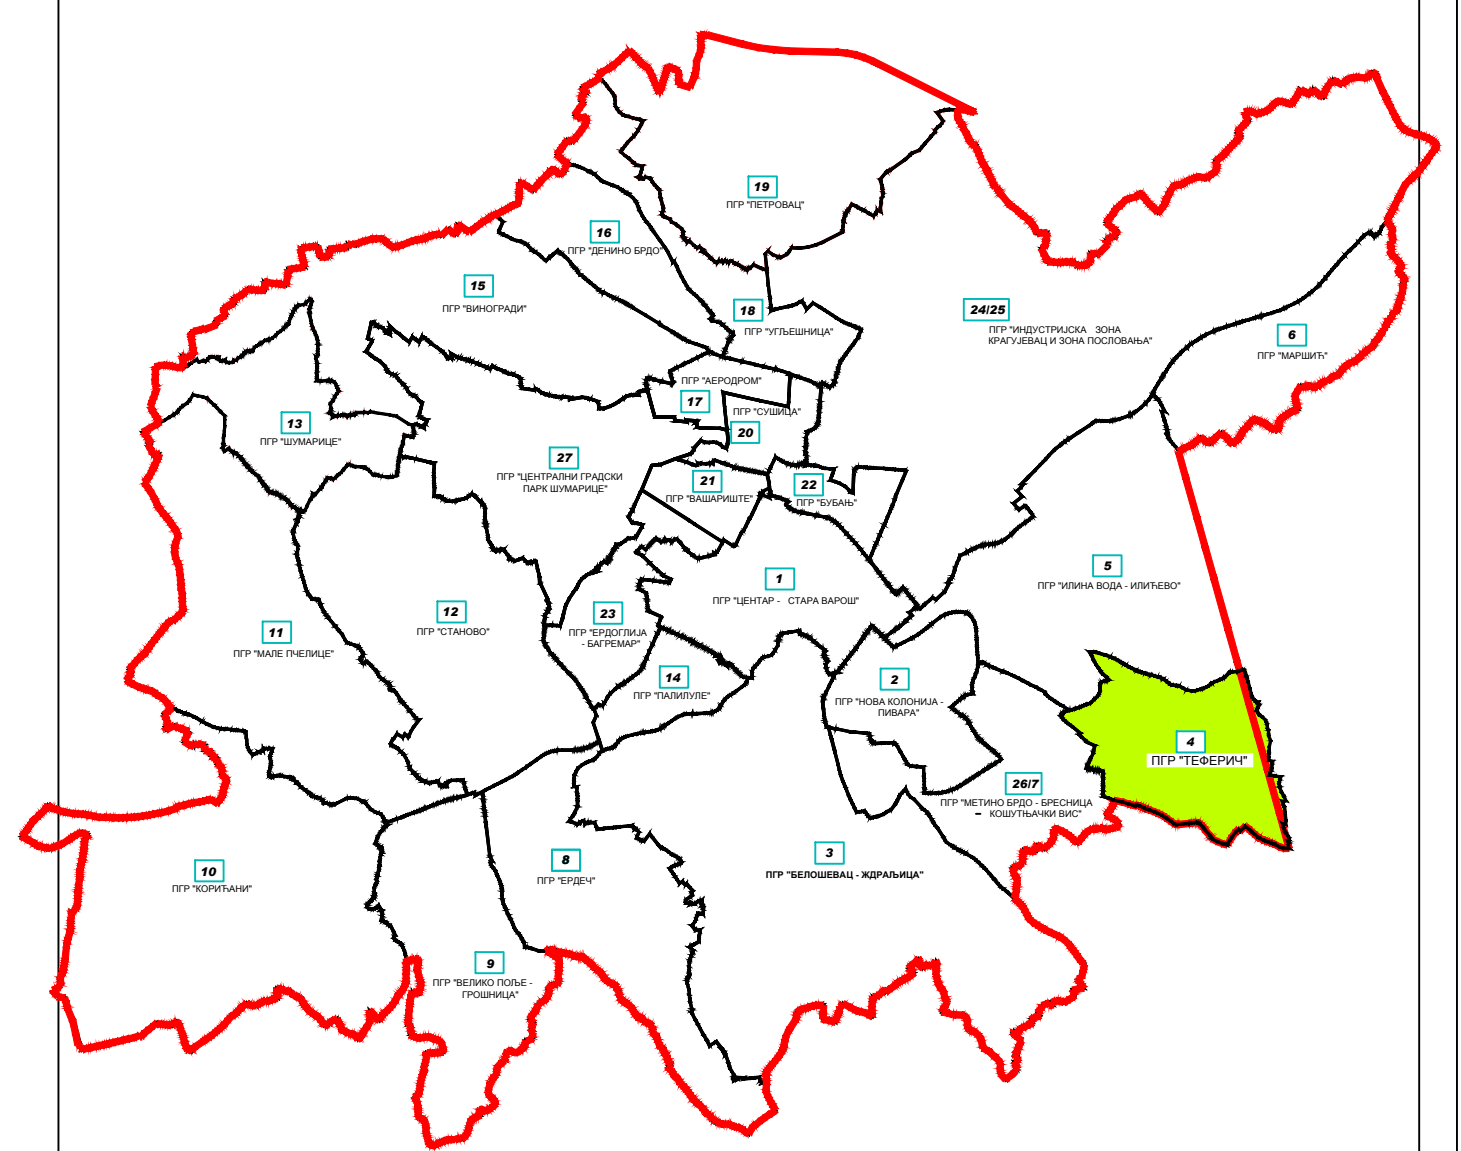 19
ПГР "ПЕТРОВАЦ"
16
ПГР "ДЕНИНО БРДО"
15
ПГР "ВИНОГРАДИ"
18
ПГР "УГЉЕШНИЦА"
24/25
ПГР "ИНДУСТРИЈСКА ЗОНА
КРАГУЈЕВАЦ И ЗОНА ПОСЛОВАЊА"
6
ПГР "МАРШИЋ"
ПГР "АЕРОДРОМ"
17
ПГР "СУШИЦА"
20
13
ПГР "ШУМАРИЦЕ"
27
ПГР "ЦЕНТРАЛНИ ГРАДСКИ
ПАРК ШУМАРИЦЕ"
21
ПГР "ВАШАРИШТЕ"
22
ПГР "БУБАЊ"
5
ПГР "ИЛИНА ВОДА - ИЛИЋЕВО"
1
ПГР "ЦЕНТАР - СТАРА ВАРОШ"
12
ПГР "СТАНОВО"
23
ПГР "ЕРДОГЛИЈА
- БАГРЕМАР"
11
ПГР "МАЛЕ ПЧЕЛИЦЕ"
14
ПГР "ПАЛИЛУЛЕ"
2
ПГР "НОВА КОЛОНИЈА -
ПИВАРА"
4
ПГР "ТЕФЕРИЧ"
26/7
ПГР "МЕТИНО БРДО - БРЕСНИЦА
– КОШУТЊАЧКИ ВИС"
3
ПГР "БЕЛОШЕВАЦ - ЖДРАЉИЦА"
8
ПГР "ЕРДЕЧ"
10
ПГР "КОРИЋАНИ"
9
ПГР "ВЕЛИКО ПОЉЕ -
ГРОШНИЦА"